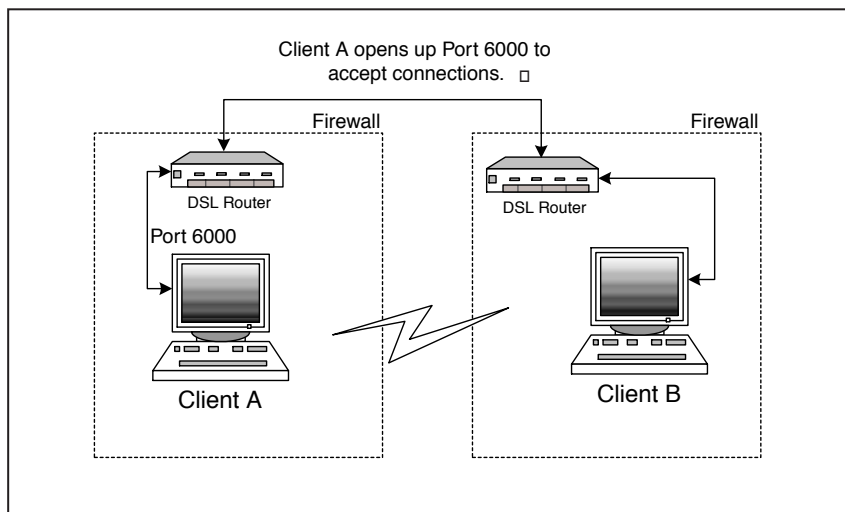 Client A opens up Port 6000 to
accept connections.
Firewall
Firewall
DSL Router
DSL Router
Port 6000
Client A
Client B